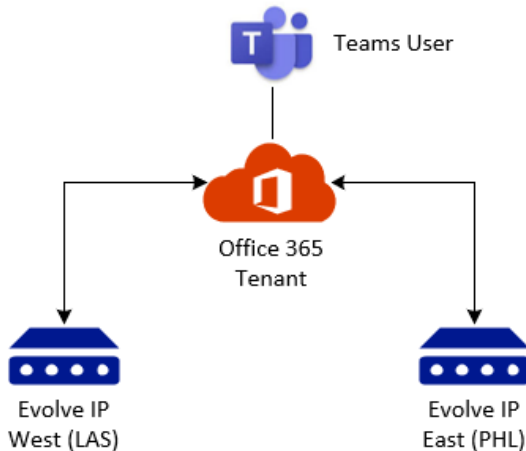 T
Teams User
Office 365
Tenant
Evolve IP
West (LAS)
Evolve IP
East (PHL)